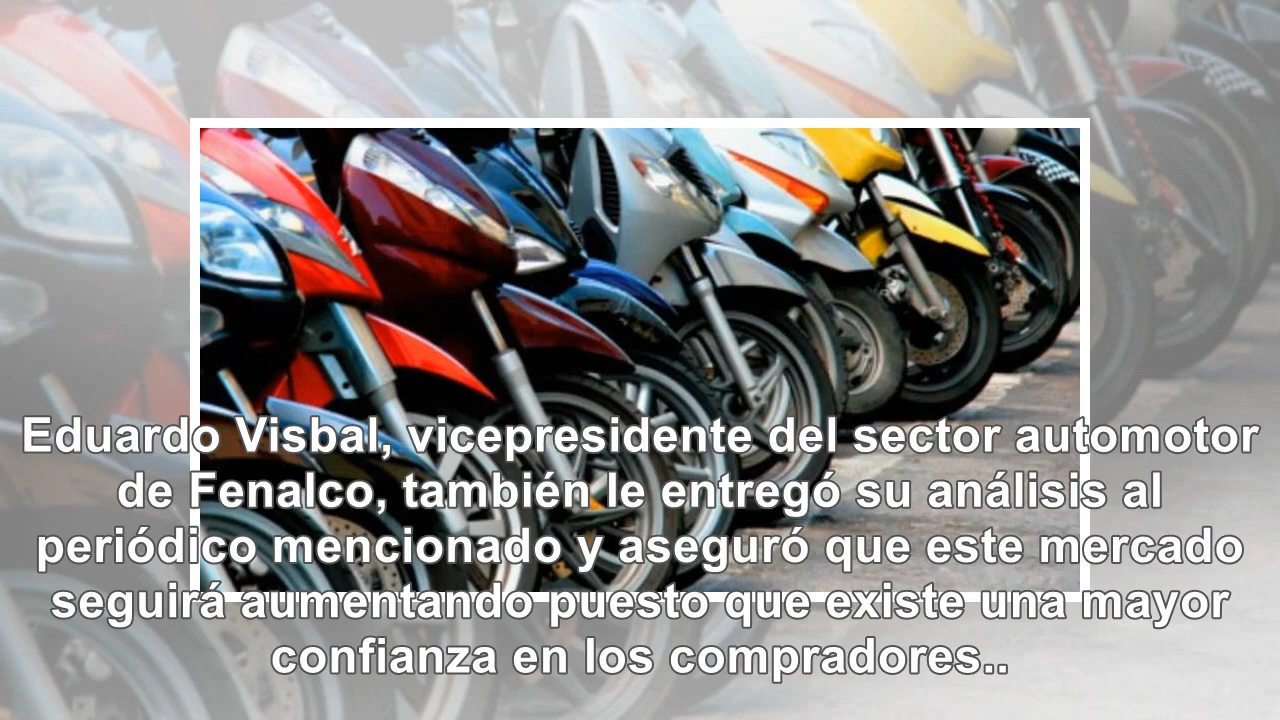 Eduardo Visbal, vicepresidente del sector automotor
de Fenalco, también le entregó su análisis al
periódico mencionado y aseguró que este mercado
seguirá aumentando puesto que existe una mayor
confianza en los compradores..